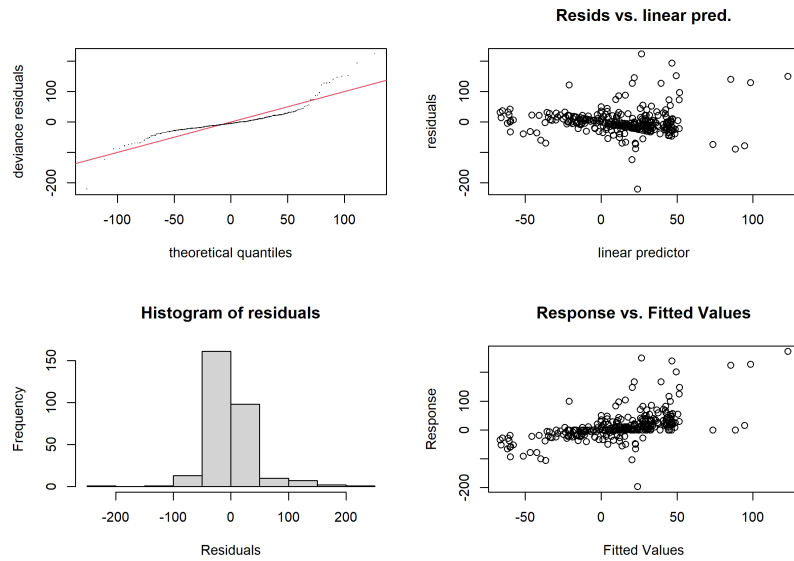 deviance residuals
100
0
-200
-100
-50
0
50
100
theoretical quantiles
Resids vs. linear pred.
residuals
100
0
-200
-50
0
50
100
linear predictor
Histogram of residuals
Frequency
150
100
50
0
-200
-100
0
100
200
Residuals
Response vs. Fitted Values
Response
100
0
-200
-50
0
50
100
Fitted Values